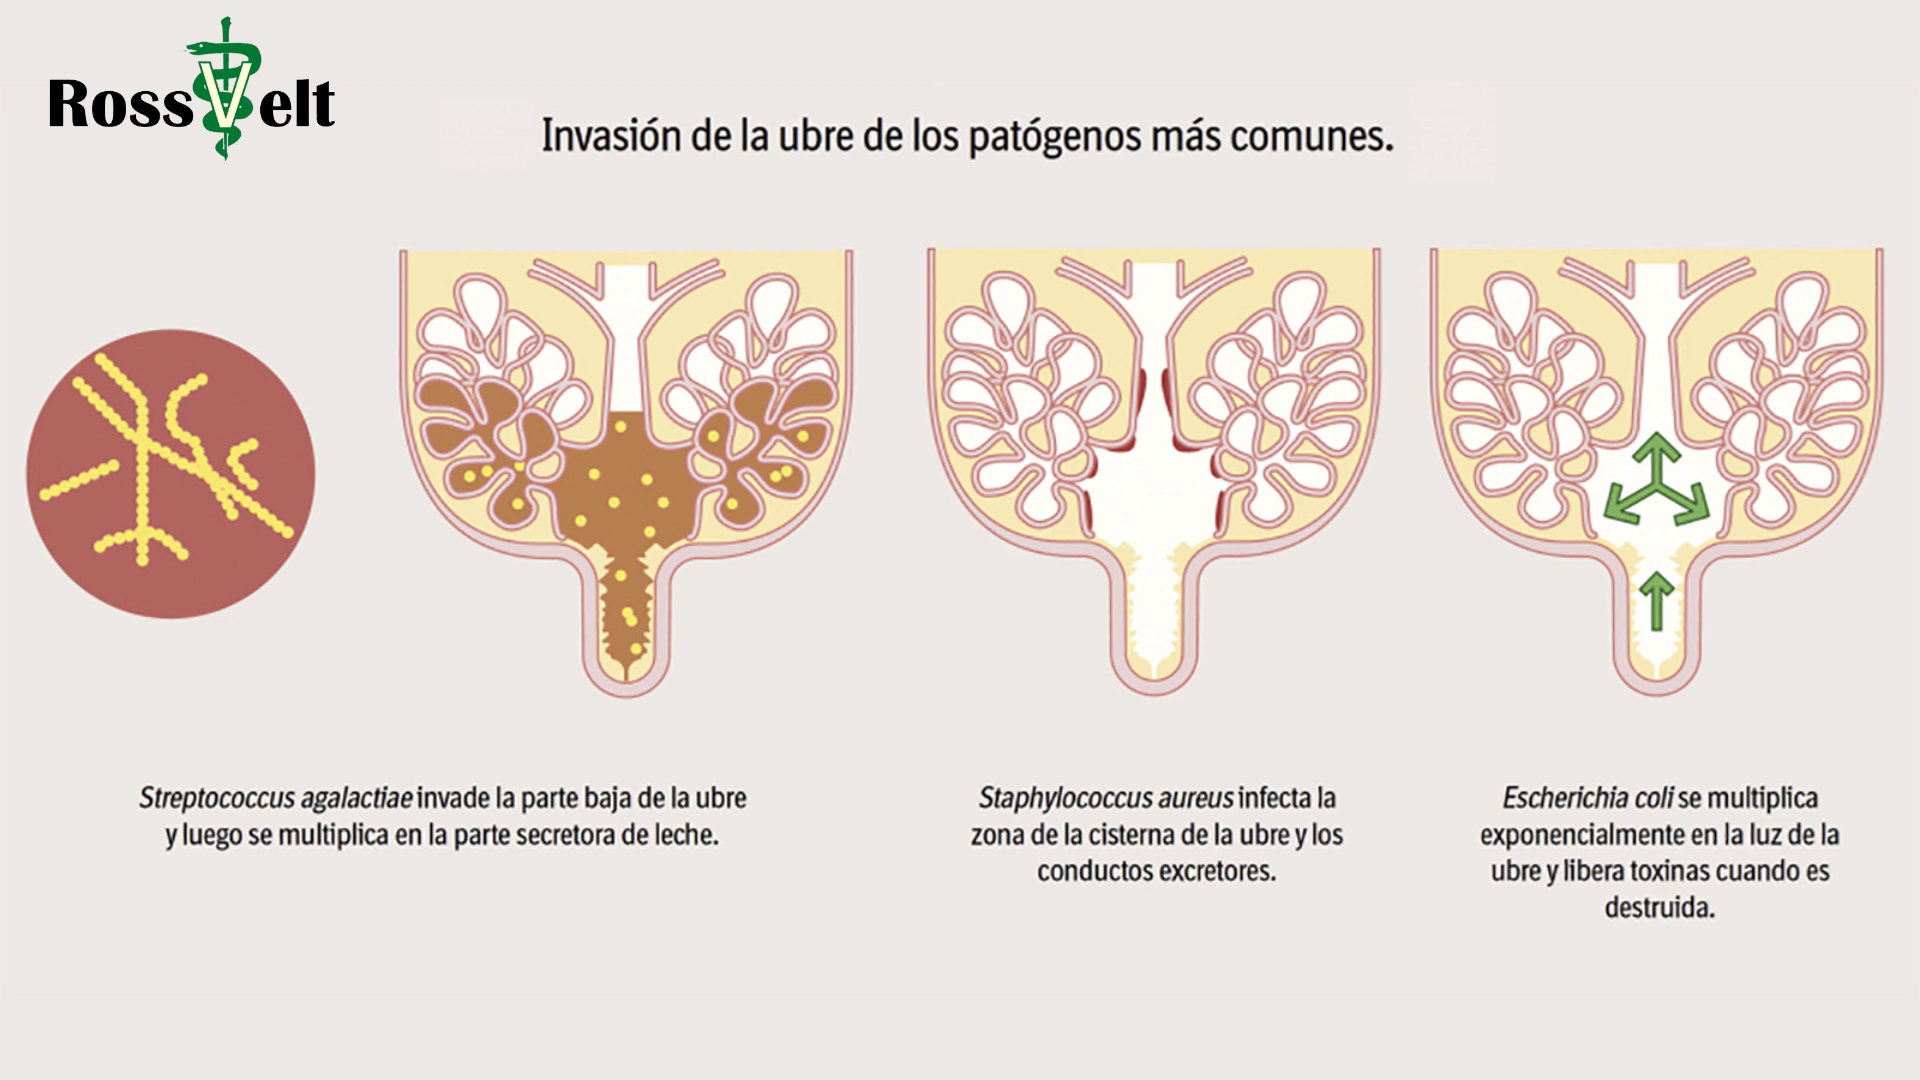 RossVelt
Invasión de la ubre de los patógenos más comunes.
Streptococcus agalactiae invade la parte baja de la ubre
y luego se multiplica en la parte secretora de leche.
Staphylococcus aureus infecta la
zona de la cisterna de la ubre y los
conductos excretores.
Escherichia coli se multiplica
exponencialmente en la luz de la
ubre y libera toxinas cuando es
destruida.